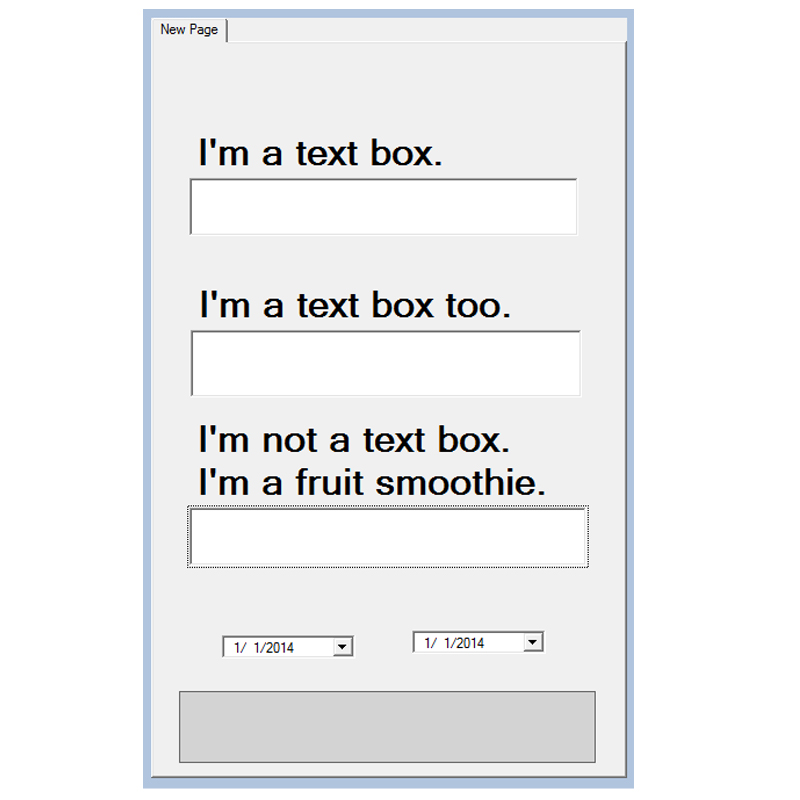 New Page
I'm a text box.
I'm a text box too.
I'm not a text box.
I'm a fruit smoothie.
1/ 1/2014 1/ 1/2014